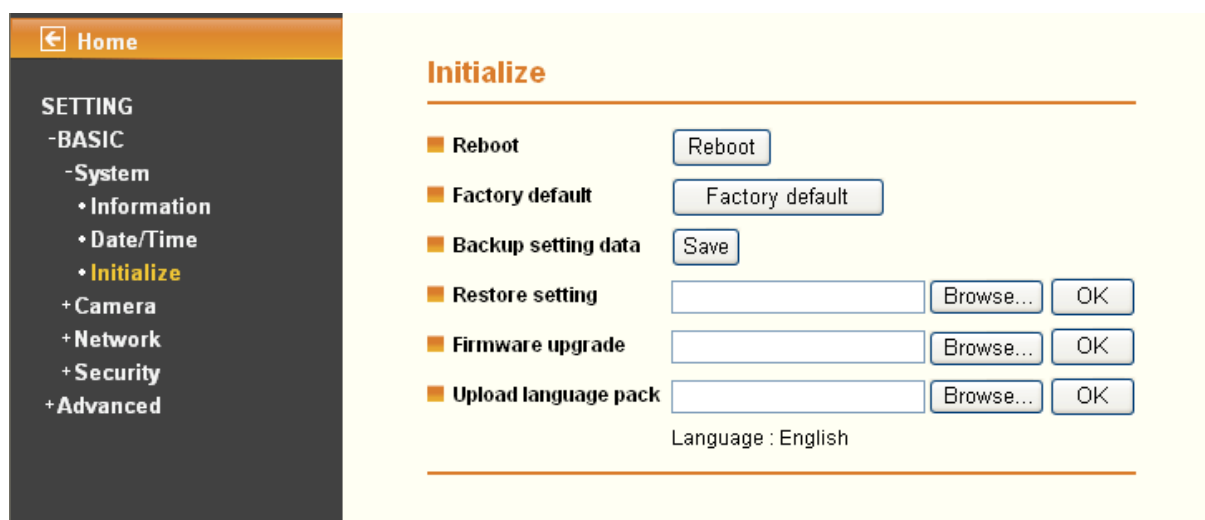 Home
SETTING
-BASIC
-System
•Information
•Date/Time
•Initialize
+Camera
+Network
+Security
+Advanced
Initialize
Reboot Reboot
Factory default Factory default
Backup setting data Save
Restore setting Browse... OK
Firmware upgrade Browse... OK
Upload language pack Browse... OK
Language : English